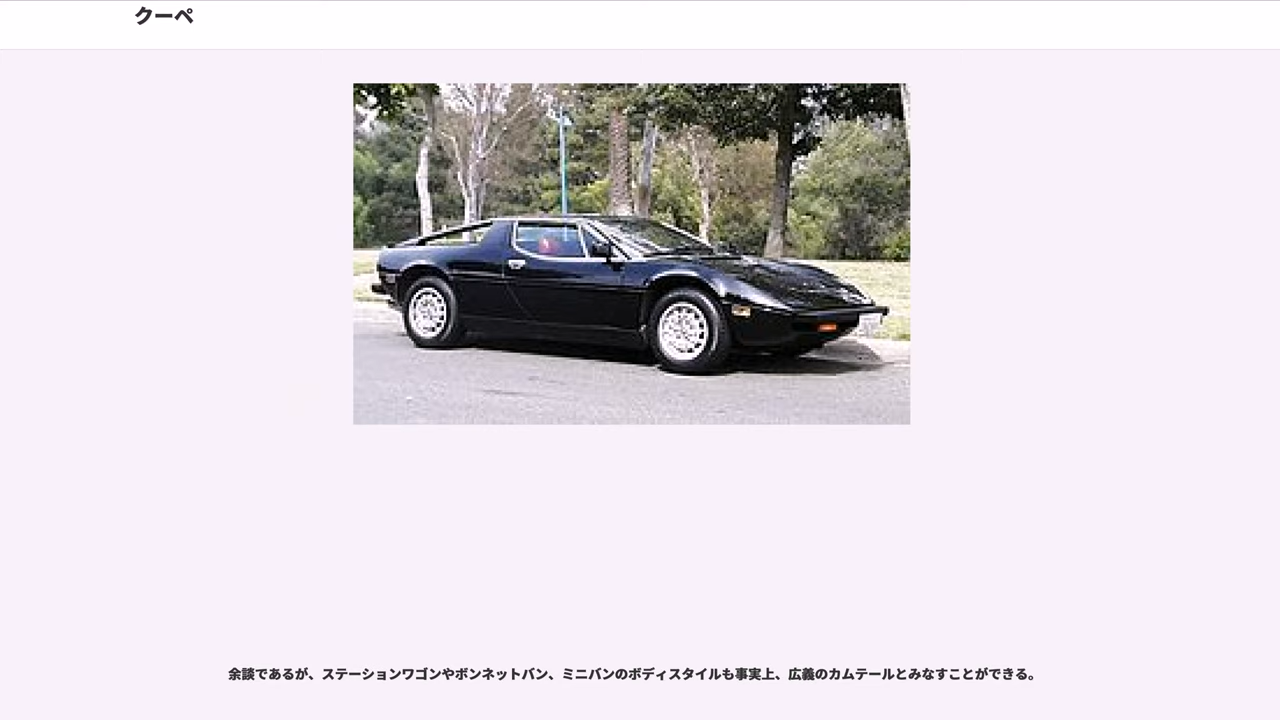 クーペ
余談であるが、ステーションワゴンやボンネットバン、ミニバンのボディスタイルも事実上、広義のカムテールとみなすことができる。